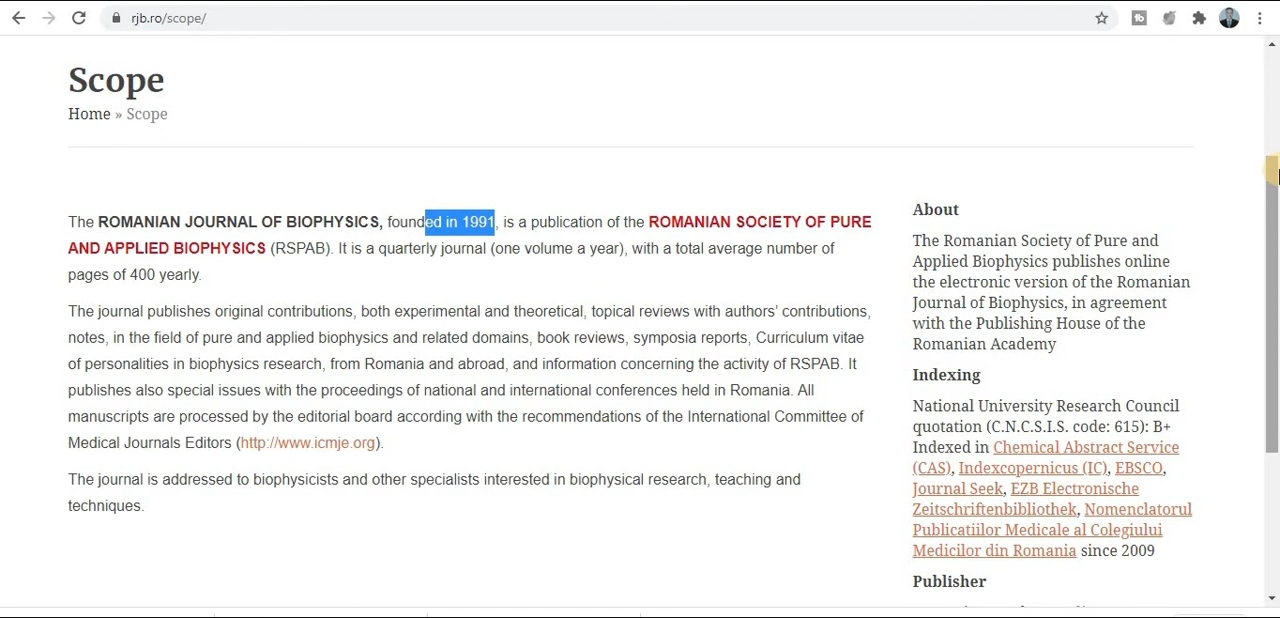 rjb.ro/scope/
Scope
Home » Scope
The ROMANIAN JOURNAL OF BIOPHYSICS, founded in 1991, is a publication of the ROMANIAN SOCIETY OF PURE
AND APPLIED BIOPHYSICS (RSPAB). It is a quarterly journal (one volume a year), with a total average number of
pages of 400 yearly.
The journal publishes original contributions, both experimental and theoretical, topical reviews with authors’ contributions,
notes, in the field of pure and applied biophysics and related domains, book reviews, symposia reports, Curriculum vitae
of personalities in biophysics research, from Romania and abroad, and information concerning the activity of RSPAB. It
publishes also special issues with the proceedings of national and international conferences held in Romania. All
manuscripts are processed by the editorial board according with the recommendations of the International Committee of
Medical Journals Editors (http://www.icmje.org).
The journal is addressed to biophysicists and other specialists interested in biophysical research, teaching and
techniques.
About
The Romanian Society of Pure and
Applied Biophysics publishes online
the electronic version of the Romanian
Journal of Biophysics, in agreement
with the Publishing House of the
Romanian Academy
Indexing
National University Research Council
quotation (C.N.C.S.I.S. code: 615): B+
Indexed in Chemical Abstract Service
(CAS), Indexcopernicus (IC), EBSCO,
Journal Seek, EZB Electronische
Zeitschriftenbibliothek, Nomenclatorul
Publicatiilor Medicale al Colegiului
Medicilor din Romania since 2009
Publisher